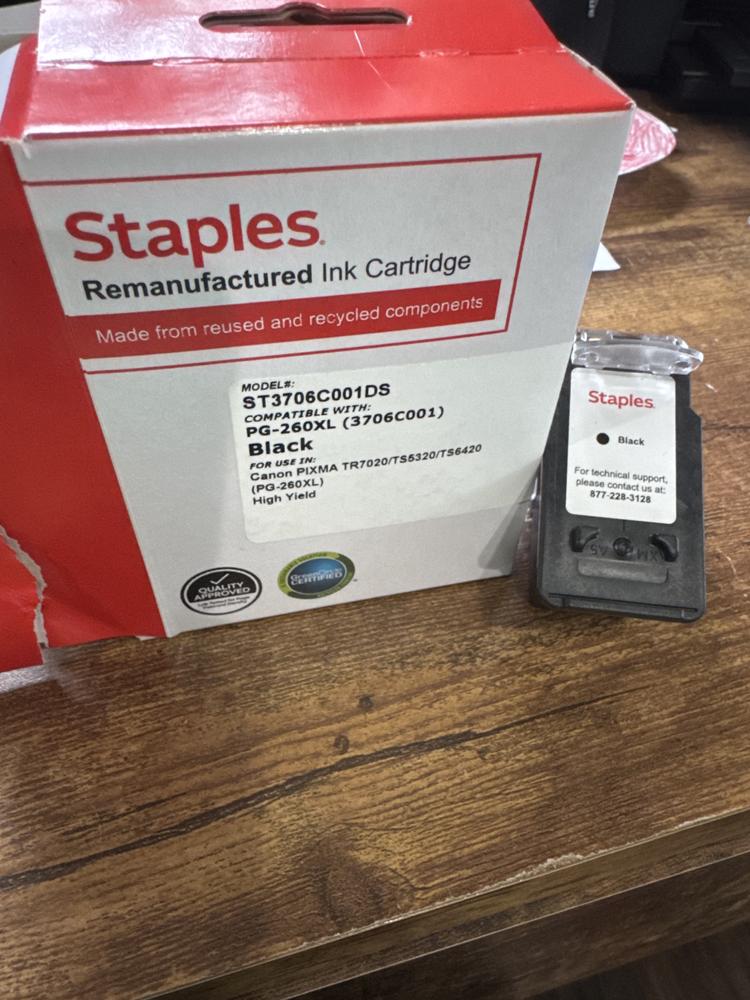 Staples.
Remanufactured Ink Cartridge
Made from reused and recycled components
MODEL#:
ST3706C001DS
COMPATIBLE WITH:
PG-260XL (3706C001)
Black
FOR USE IN:
Canon PIXMA TR7020/TS5320/TS6420
(PG-260XL)
High Yield
QUALITY
APPROVED
GreenCircle
CERTIFIED
Staples.
Black
For technical support,
please contact us at:
877-228-3128